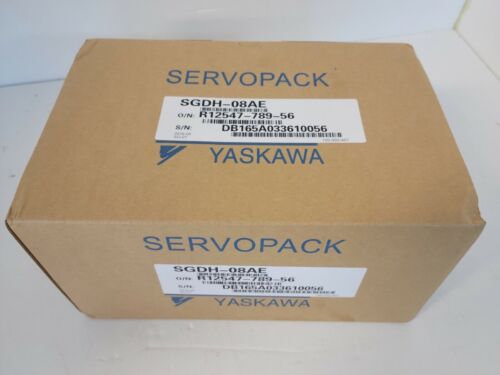 SERVOPACK
SGDH-08AE
O/N: R12547-789-56
S/N: DB165A033610056
YASKAWA
SERVOPACK
SGDH-08AE
O/N: R12547-789-56
S/N: DB165A033610056
YASKAWA